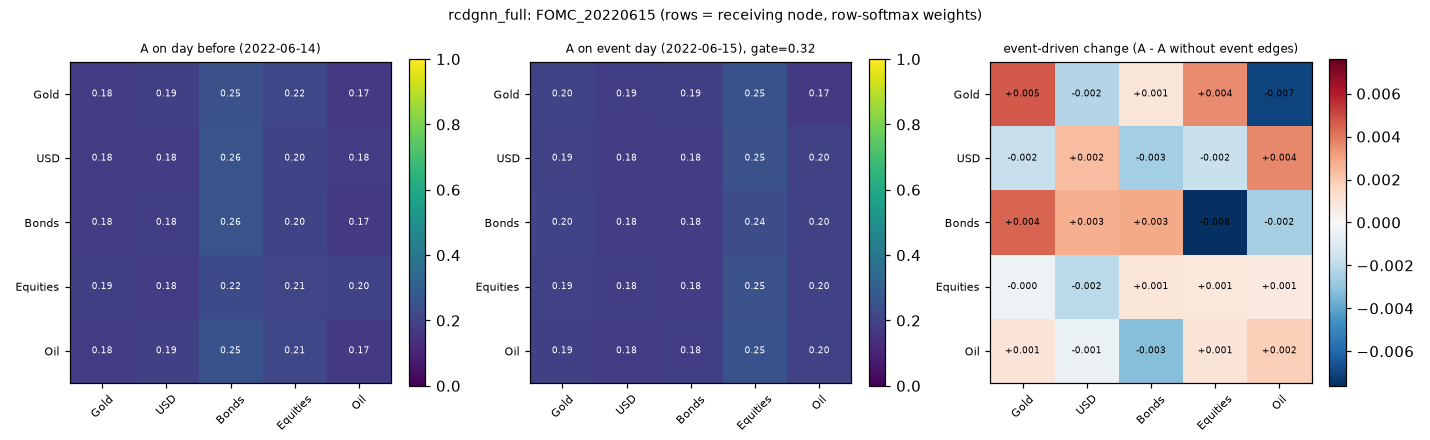 rcdgnn_full: FOMC_20220615 (rows = receiving node, row-softmax weights)
A on day before (2022-06-14)
Gold 0.18 0.19 0.25 0.22 0.17
USD 0.18 0.18 0.26 0.20 0.18
Bonds 0.18 0.18 0.26 0.20 0.17
Equities 0.19 0.18 0.22 0.21 0.20
Oil 0.18 0.19 0.25 0.21 0.17
Gold USD Bonds Equities Oil
1.0
0.8
0.6
0.4
0.2
0.0
A on event day (2022-06-15), gate=0.32
Gold 0.20 0.19 0.19 0.25 0.17
USD 0.19 0.18 0.18 0.25 0.20
Bonds 0.20 0.18 0.18 0.24 0.20
Equities 0.19 0.18 0.18 0.25 0.20
Oil 0.19 0.18 0.18 0.25 0.20
Gold USD Bonds Equities Oil
1.0
0.8
0.6
0.4
0.2
0.0
event-driven change (A - A without event edges)
Gold +0.005 -0.002 +0.001 +0.004 -0.007
USD -0.002 +0.002 -0.003 -0.002 +0.004
Bonds +0.004 +0.003 +0.003 -0.008 -0.002
Equities -0.000 -0.002 +0.001 +0.001 +0.001
Oil +0.001 -0.001 -0.003 +0.001 +0.002
Gold USD Bonds Equities Oil
0.006
0.004
0.002
0.000
−0.002
−0.004
−0.006